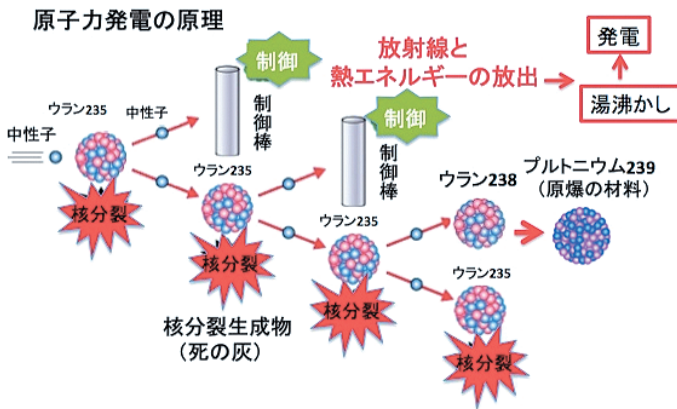 原子力発電の原理
制御
放射線と
熱エネルギーの放出
発電
湯沸かし
ウラン235
中性子
中性子
制御棒
核分裂
ウラン235
制御
制御棒
核分裂
ウラン235
核分裂
ウラン238
プルトニウム239
(原爆の材料)
ウラン235
核分裂
核分裂生成物
(死の灰)